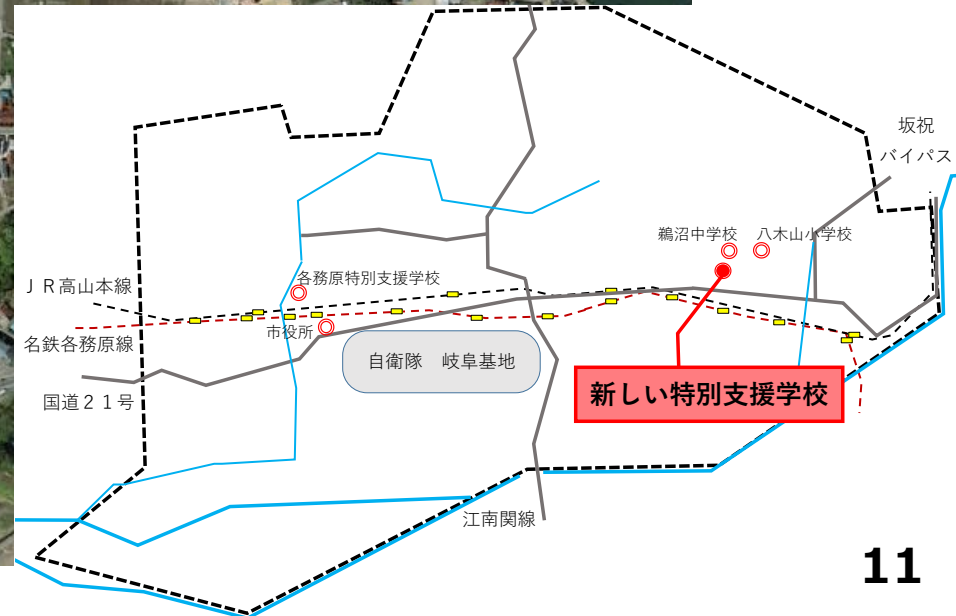 坂祝
バイパス
鵜沼中学校
八木山小学校
各務原特別支援学校
ＪＲ高山本線
市役所
名鉄各務原線
自衛隊　岐阜基地
新しい特別支援学校
国道２１号
江南関線
11